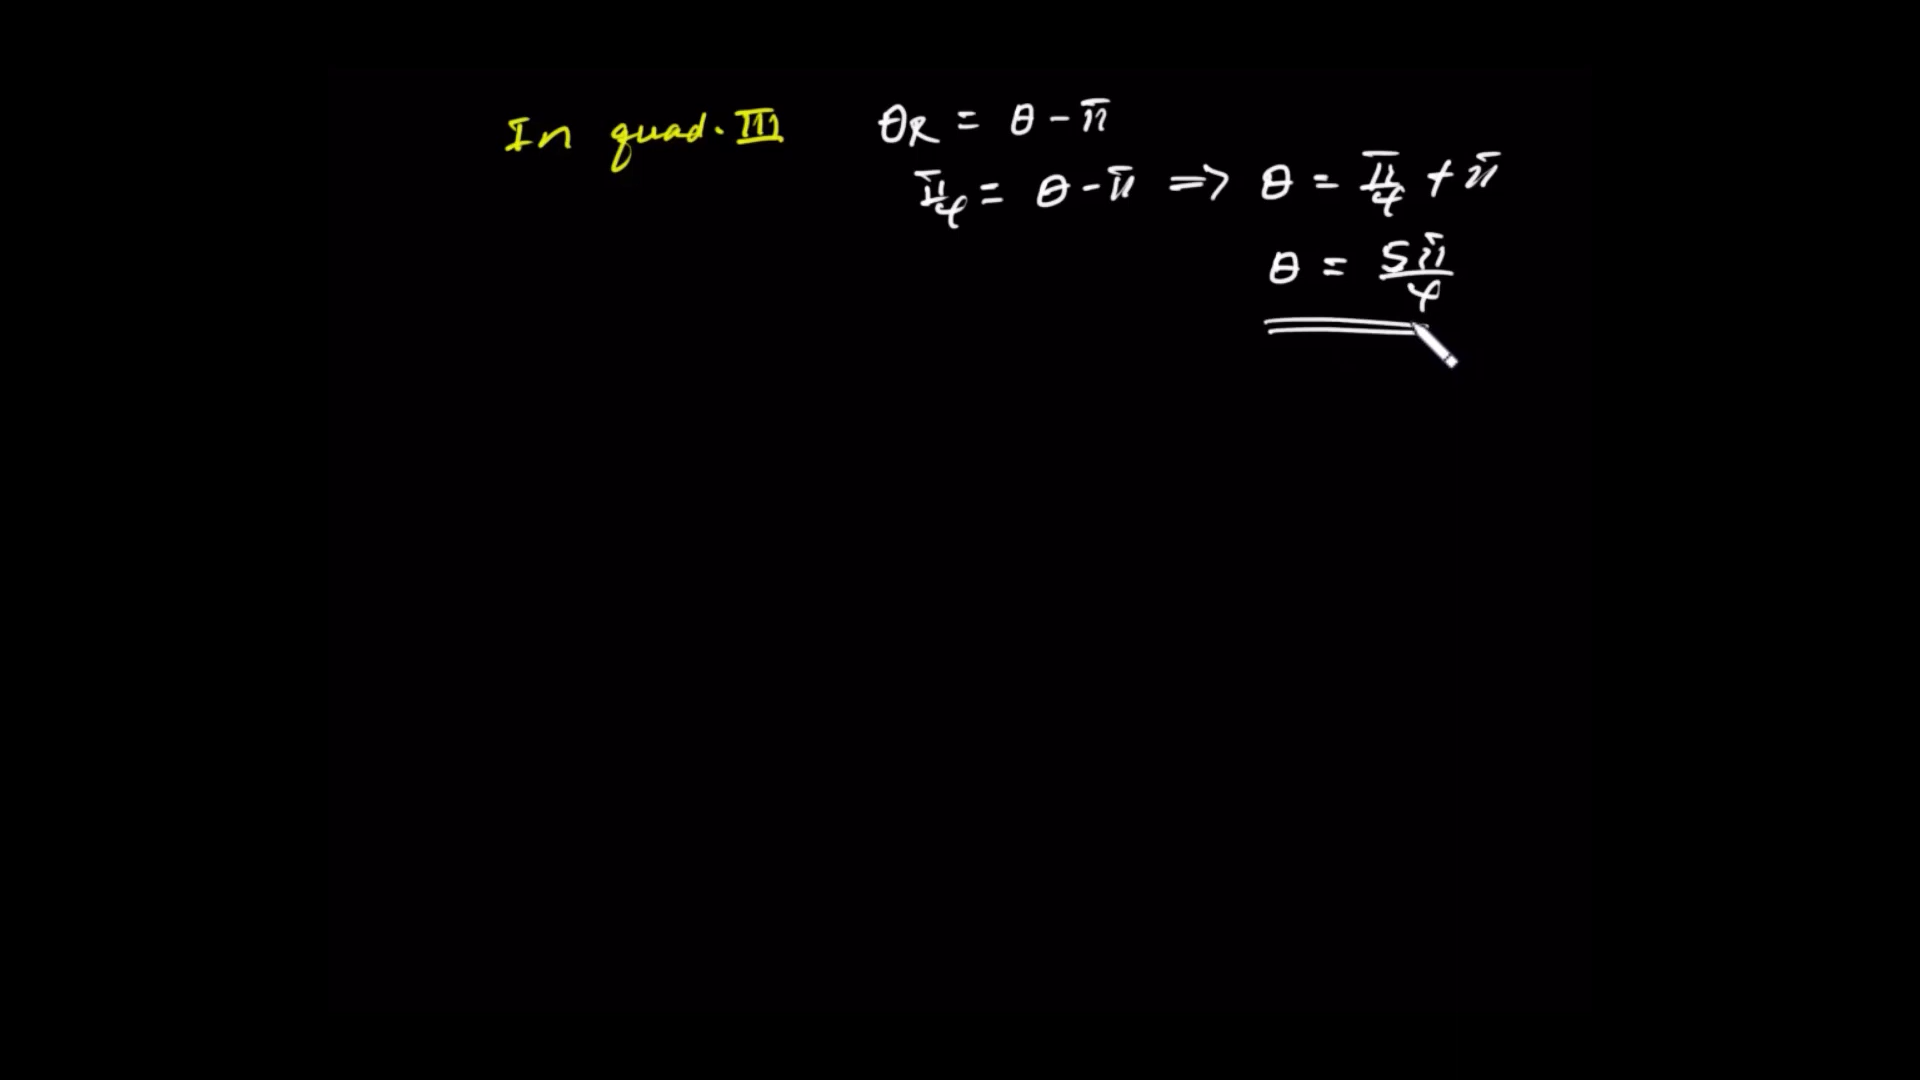 In quad. III θR = θ - π
π/4 = θ - π => θ = π/4 + π
θ = 5π/4